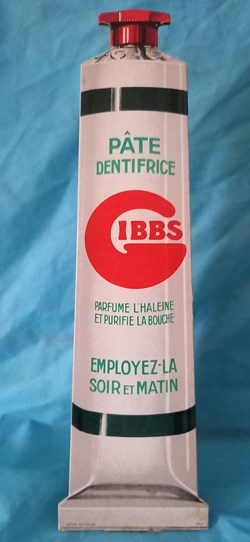 PÂTE
DENTIFRICE
GIBBS
PARFUME L'HALEINE
ET PURIFIE LA BOUCHE
EMPLOYEZ-LA
SOIR ET MATIN